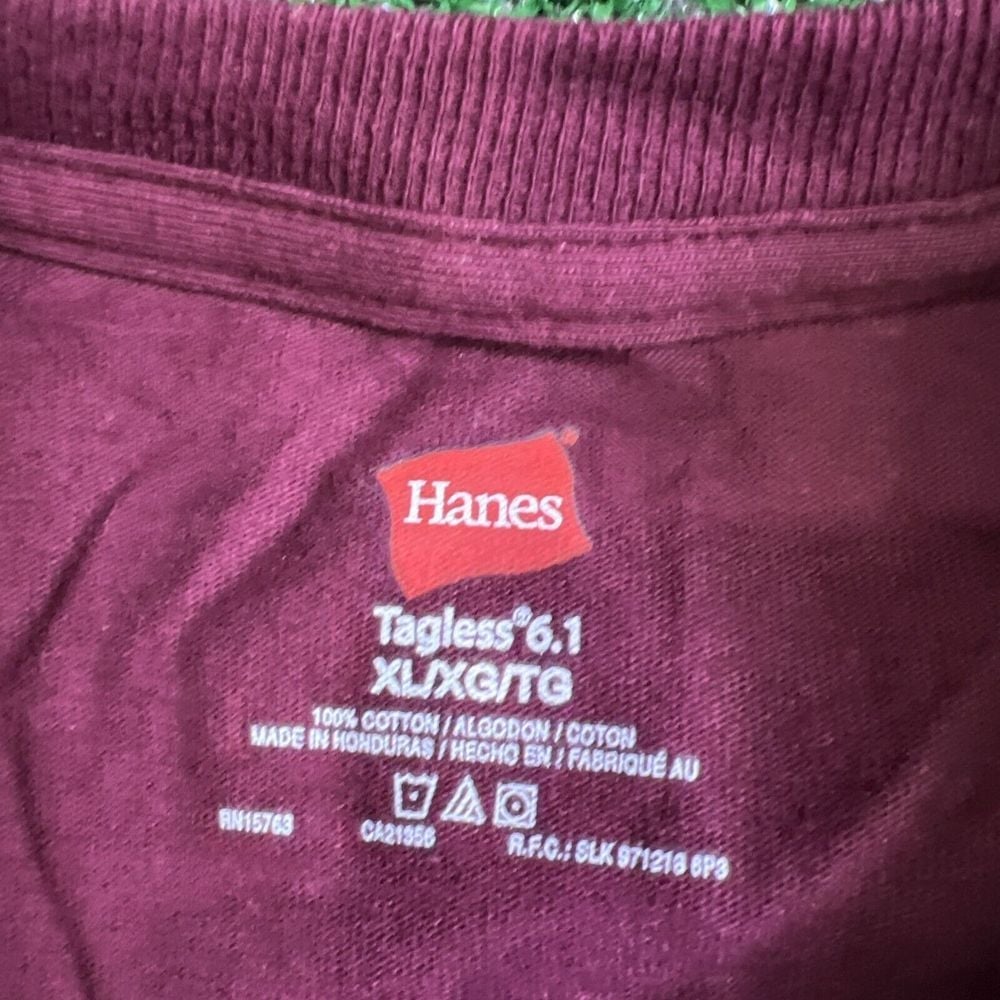 Hanes
Tagless® 6.1
XL/XG/TG
100% COTTON / ALGODON / COTON
MADE IN HONDURAS / HECHO EN / FABRIQUÉ AU
RN15763 CA21956 R.F.C.: SLK 971216 6P3